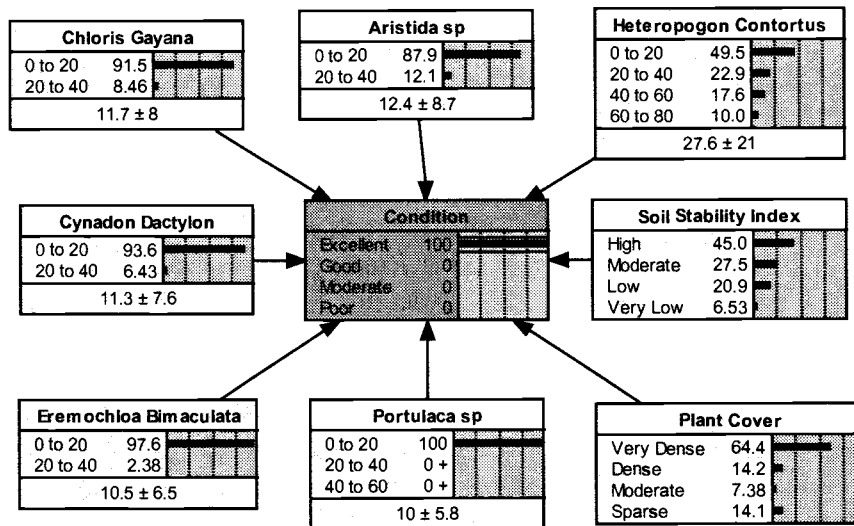 Chloris Gayana
0 to 20 91.5
20 to 40 8.46
11.7 ± 8
Aristida sp
0 to 20 87.9
20 to 40 12.1
12.4 ± 8.7
Heteropogon Contortus
0 to 20 49.5
20 to 40 22.9
40 to 60 17.6
60 to 80 10.0
27.6 ± 21
Cynadon Dactylon
0 to 20 93.6
20 to 40 6.43
11.3 ± 7.6
Condition
Excellent 100
Good 0
Moderate 0
Poor 0
Soil Stability Index
High 45.0
Moderate 27.5
Low 20.9
Very Low 6.53
Eremochloa Bimaculata
0 to 20 97.6
20 to 40 2.38
10.5 ± 6.5
Portulaca sp
0 to 20 100
20 to 40 0 +
40 to 60 0 +
10 ± 5.8
Plant Cover
Very Dense 64.4
Dense 14.2
Moderate 7.38
Sparse 14.1